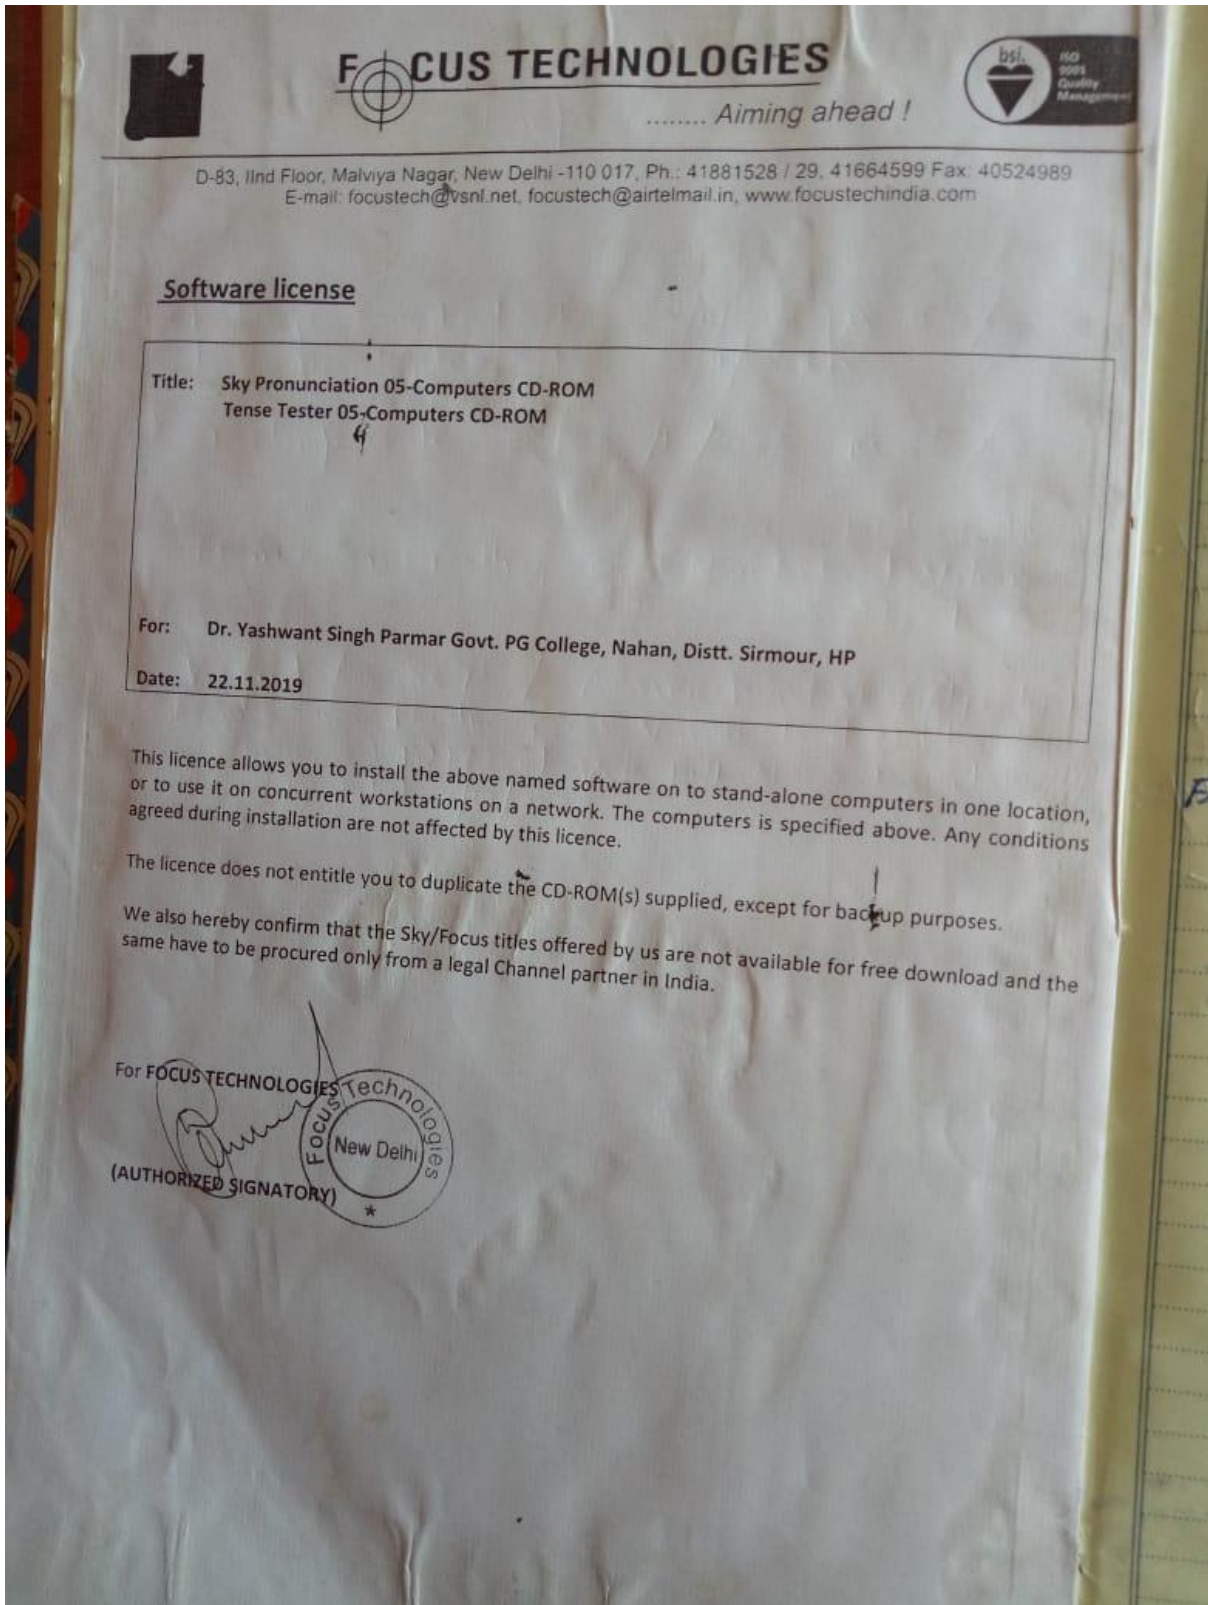 FOCUS TECHNOLOGIES
........ Aiming ahead !
bsi.
ISO
9001
Quality
Management
D-83, IInd Floor, Malviya Nagar, New Delhi -110 017, Ph.: 41881528 / 29, 41664599 Fax: 40524989
E-mail: focustech@vsnl.net, focustech@airtelmail.in, www.focustechindia.com
Software license
Title: Sky Pronunciation 05-Computers CD-ROM
Tense Tester 05-Computers CD-ROM
For: Dr. Yashwant Singh Parmar Govt. PG College, Nahan, Distt. Sirmour, HP
Date: 22.11.2019
This licence allows you to install the above named software on to stand-alone computers in one location,
or to use it on concurrent workstations on a network. The computers is specified above. Any conditions
agreed during installation are not affected by this licence.
The licence does not entitle you to duplicate the CD-ROM(s) supplied, except for backup purposes.
We also hereby confirm that the Sky/Focus titles offered by us are not available for free download and the
same have to be procured only from a legal Channel partner in India.
For FOCUS TECHNOLOGIES
Focus Technologies
New Delhi
(AUTHORIZED SIGNATORY)